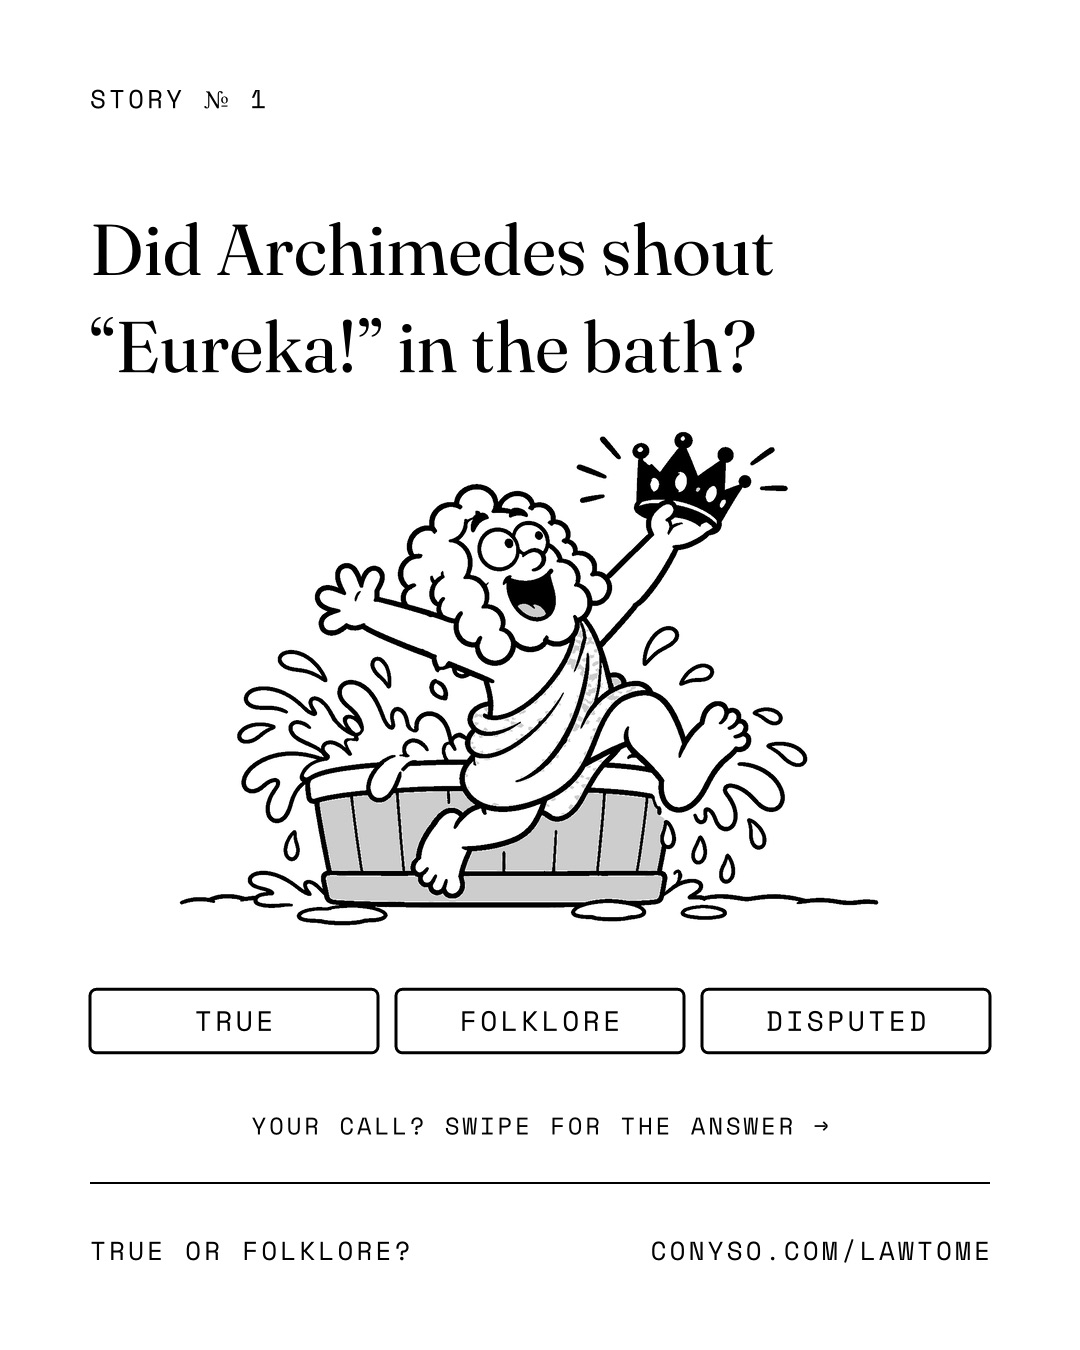 STORY № 1
Did Archimedes shout
“Eureka!” in the bath?
TRUE
FOLKLORE
DISPUTED
YOUR CALL? SWIPE FOR THE ANSWER →
TRUE OR FOLKLORE?
CONYSO.COM/LAWTOME